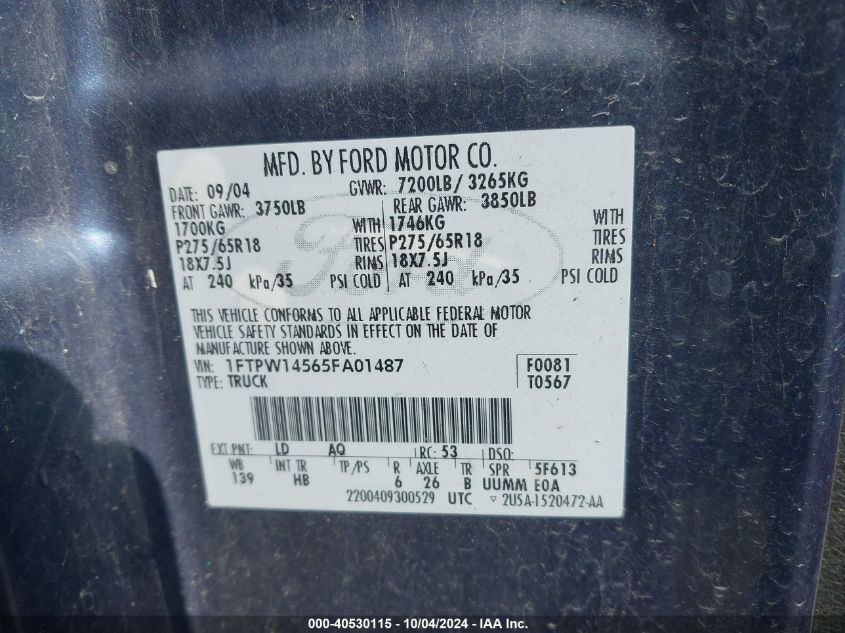 MFD. BY FORD MOTOR CO.
DATE: 09/04 GVWR: 7200LB/ 3265KG
FRONT GAWR: 3750LB REAR GAWR: 3850LB
1700KG WITH 1746KG WITH
P275/65R18 TIRES P275/65R18 TIRES
18X7.5J RIMS 18X7.5J RIMS
AT 240 kPa/35 PSI COLD AT 240 kPa/35 PSI COLD
Ford
THIS VEHICLE CONFORMS TO ALL APPLICABLE FEDERAL MOTOR
VEHICLE SAFETY STANDARDS IN EFFECT ON THE DATE OF
MANUFACTURE SHOWN ABOVE.
VIN: 1FTPW14565FA01487 F0081
TYPE: TRUCK T0567
EXT PNT: LD AQ RC: 53 DSO:
WB INT TR TP/PS R AXLE TR SPR 5F613
139 HB 6 26 B UUMM E0A
2200409300529 UTC ▽ 2U5A-1520472-AA
000-40530115 - 10/04/2024 - IAA Inc.